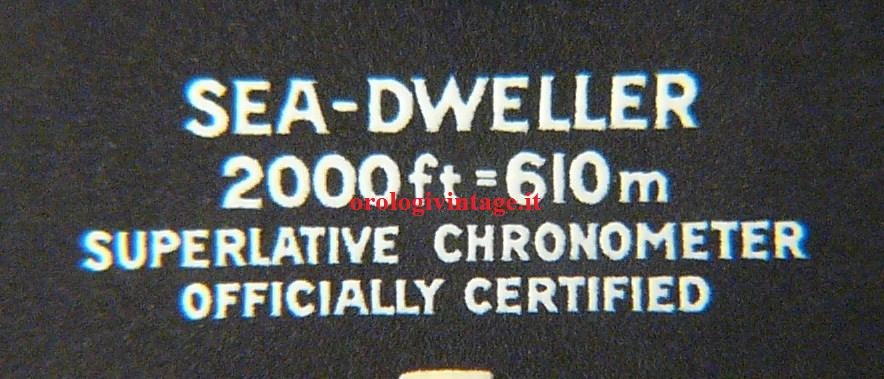 SEA-DWELLER
2000ft=610m
orologivintage.it
SUPERLATIVE CHRONOMETER
OFFICIALLY CERTIFIED